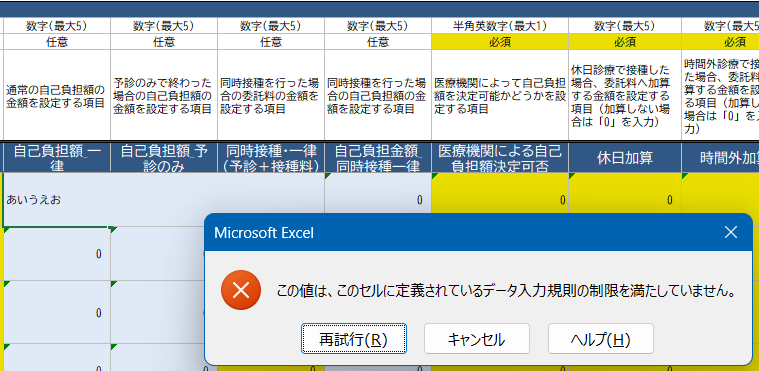 数字(最大5) 数字(最大5) 数字(最大5) 数字(最大5) 半角英数字(最大1) 数字(最大5) 数字(最大5
任意 任意 任意 任意 必須 必須 必須
通常の自己負担額の
金額を設定する項目
予診のみで終わった
場合の自己負担額の
金額を設定する項目
同時接種を行った場
合の委託料の金額を
設定する項目
同時接種を行った場
合の自己負担額の金
額を設定する項目
医療機関によって自己負担
額を決定可能かどうかを設
定する項目
休日診療で接種した
場合、委託料へ加算
する金額を設定する
項目(加算しない場
合は「0」を入力)
時間外診療で接
た場合、委託料
算する金額を設
る項目(加算し
場合は「0」を入
力)
自己負担額_一
律
自己負担額_予
診のみ
同時接種・一律
(予診+接種料)
自己負担金額_
同時接種一律
医療機関による自己
負担額決定可否
休日加算
時間外加
あいうえお 0 0 0
0 0
0 0
0 0
Microsoft Excel
この値は、このセルに定義されているデータ入力規則の制限を満たしていません。
再試行(R) キャンセル ヘルプ(H)